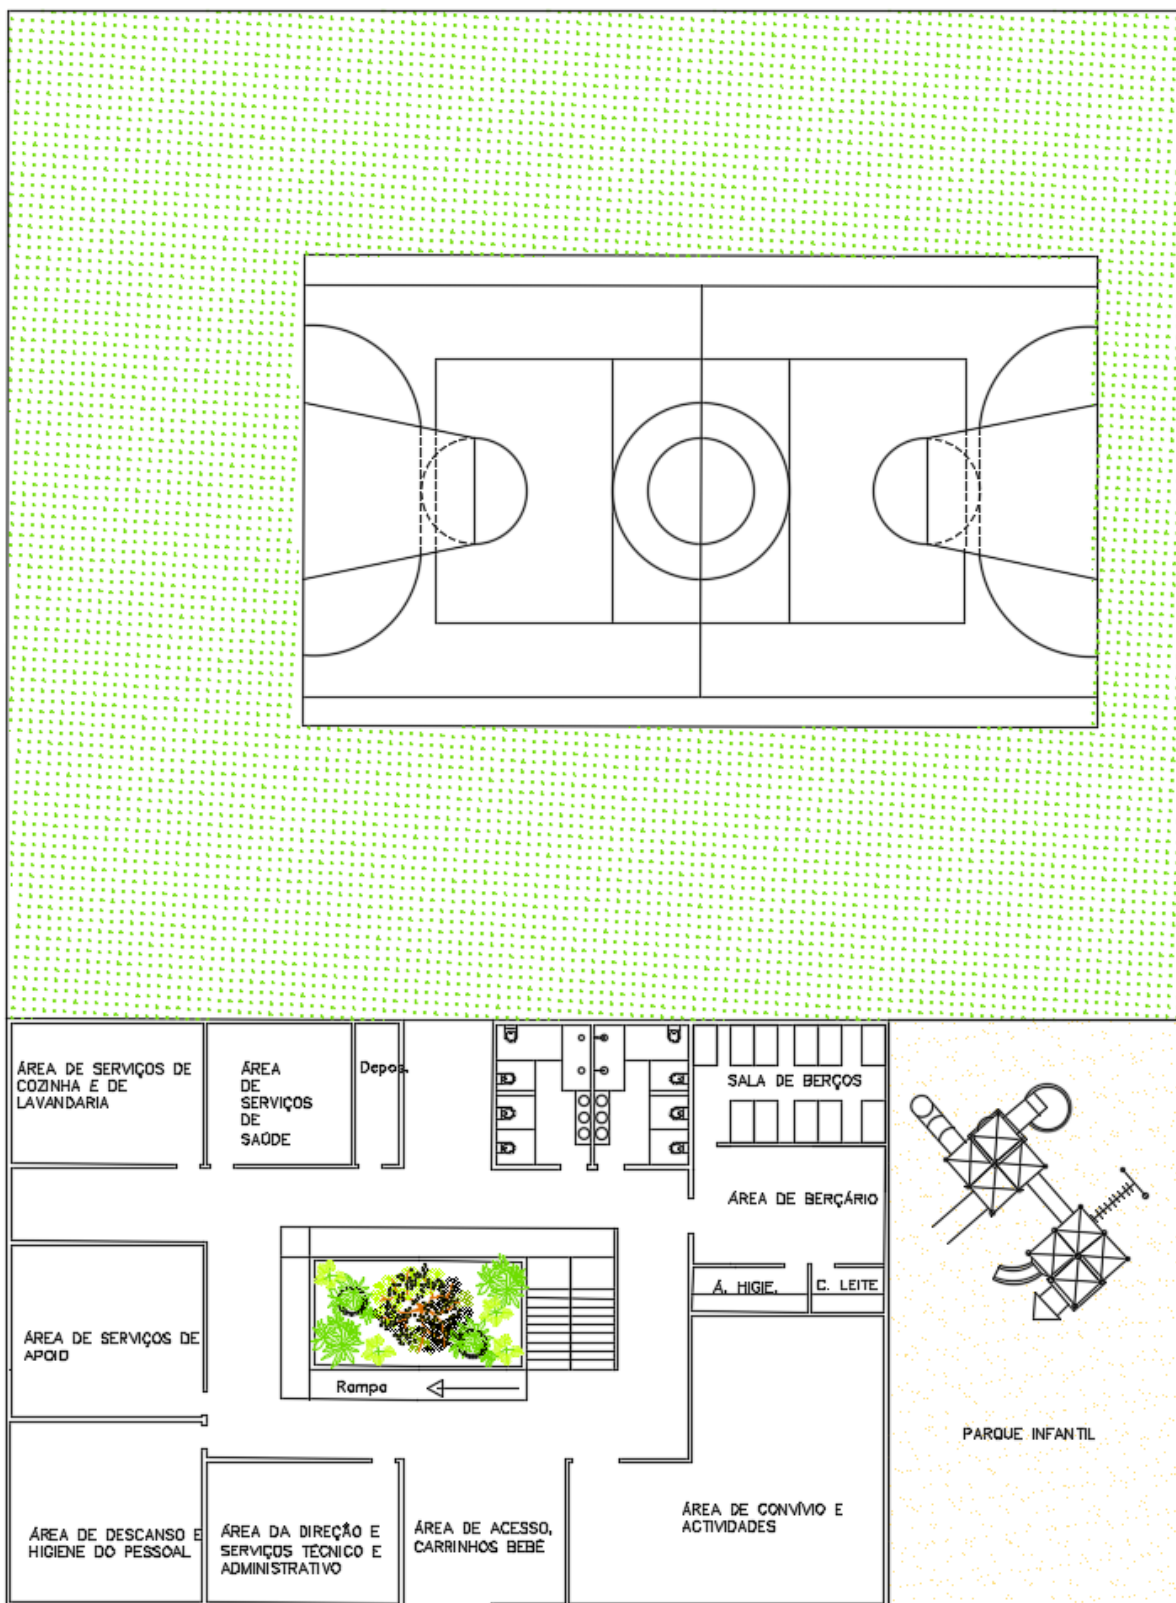 ÁREA DE SERVIÇOS DE
COZINHA E DE
LAVANDARIA
ÁREA
DE
SERVIÇOS
DE
SAÚDE
Depos.
SALA DE BERÇOS
ÁREA DE BERÇÁRIO
Á. HIGIE.
C. LEITE
ÁREA DE SERVIÇOS DE
APOIO
Rampa
PARQUE INFANTIL
ÁREA DE DESCANSO E
HIGIENE DO PESSOAL
ÁREA DA DIREÇÃO E
SERVIÇOS TÉCNICO E
ADMINISTRATIVO
ÁREA DE ACESSO,
CARRINHOS BEBÉ
ÁREA DE CONVÍVIO E
ACTIVIDADES